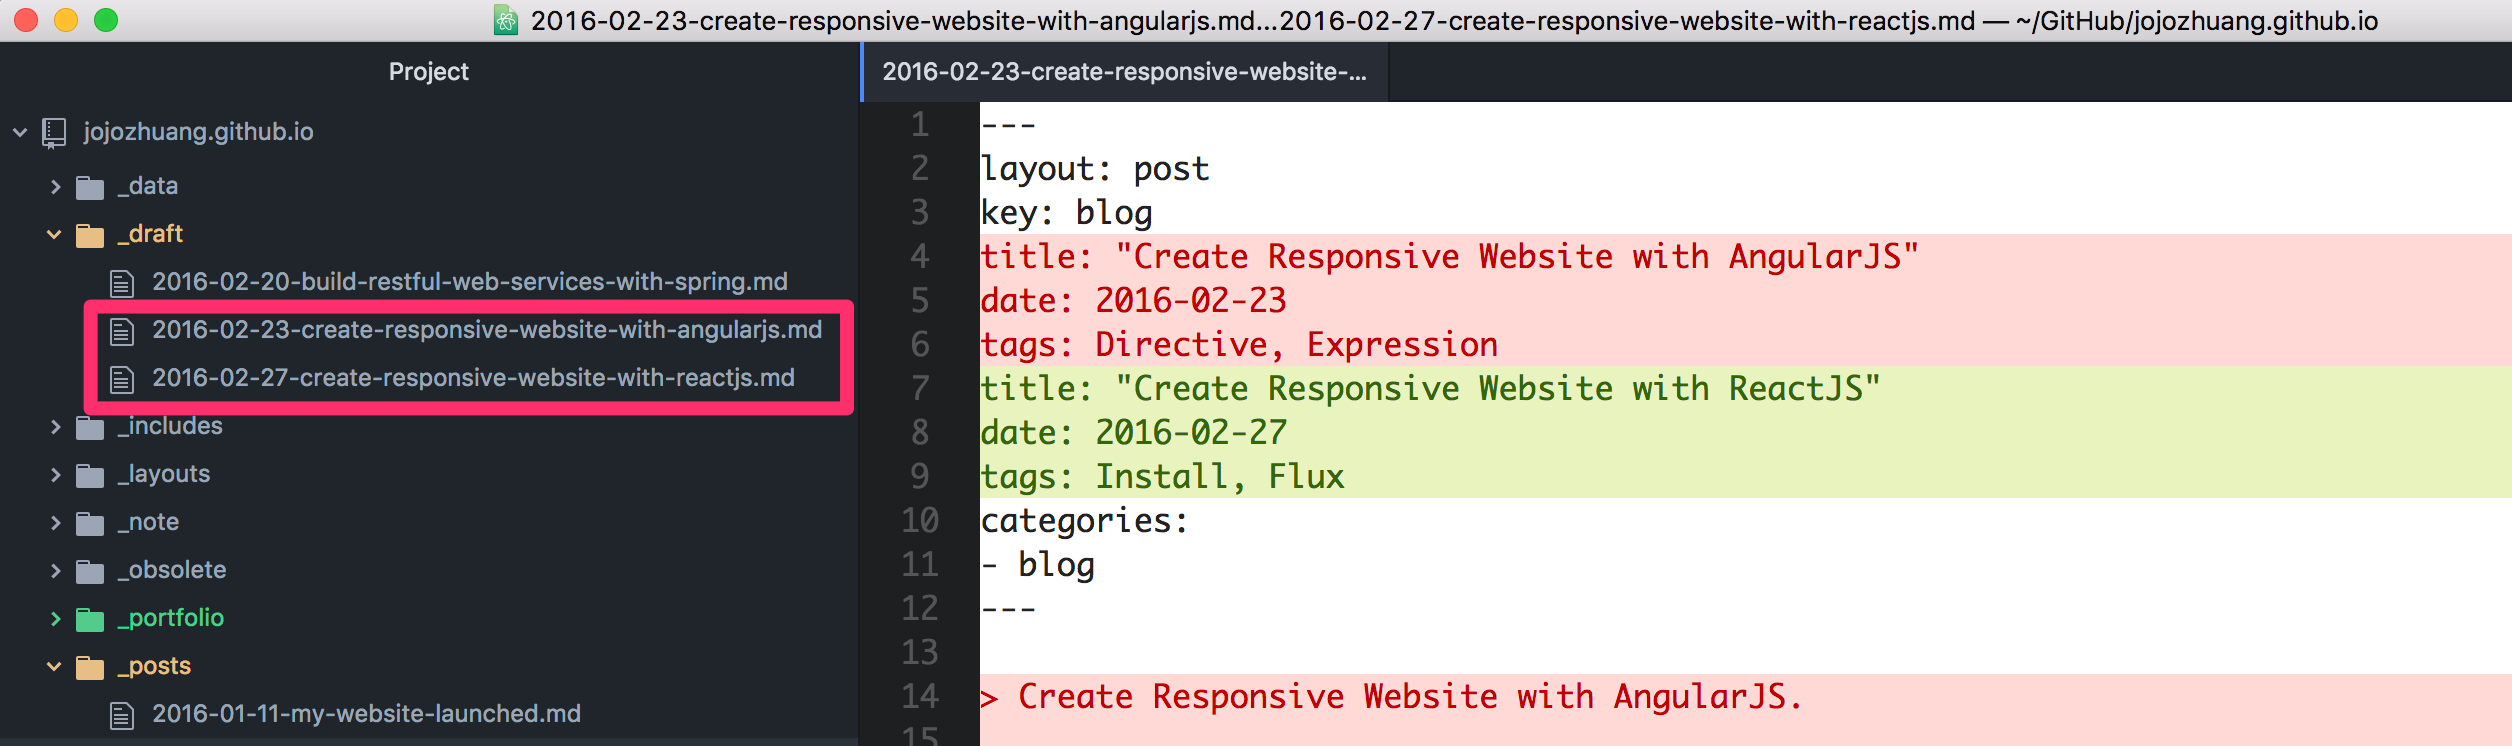 2016-02-23-create-responsive-website-with-angularjs.md...2016-02-27-create-responsive-website-with-reactjs.md — ~/GitHub/jojozhuang.github.io
Project
jojozhuang.github.io
_data
_draft
2016-02-20-build-restful-web-services-with-spring.md
2016-02-23-create-responsive-website-with-angularjs.md
2016-02-27-create-responsive-website-with-reactjs.md
_includes
_layouts
_note
_obsolete
_portfolio
_posts
2016-01-11-my-website-launched.md
2016-02-23-create-responsive-website-...
1 ---
2 layout: post
3 key: blog
4 title: "Create Responsive Website with AngularJS"
5 date: 2016-02-23
6 tags: Directive, Expression
7 title: "Create Responsive Website with ReactJS"
8 date: 2016-02-27
9 tags: Install, Flux
10 categories:
11 - blog
12 ---
13
14 > Create Responsive Website with AngularJS.
15